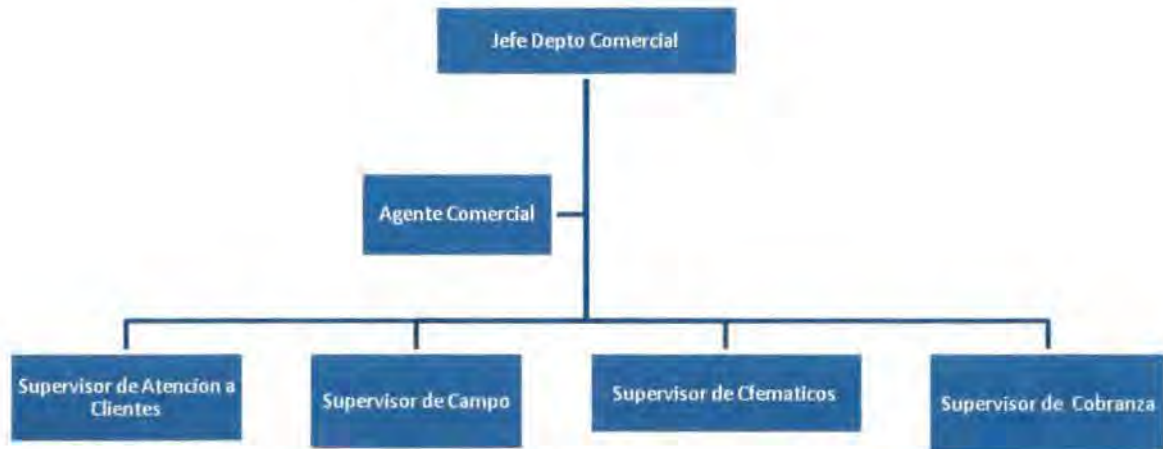 Jefe Depto Comercial
Agente Comercial
Supervisor de Atencion a
Clientes
Supervisor de Campo
Supervisor de Cfematicos
Supervisor de Cobranza